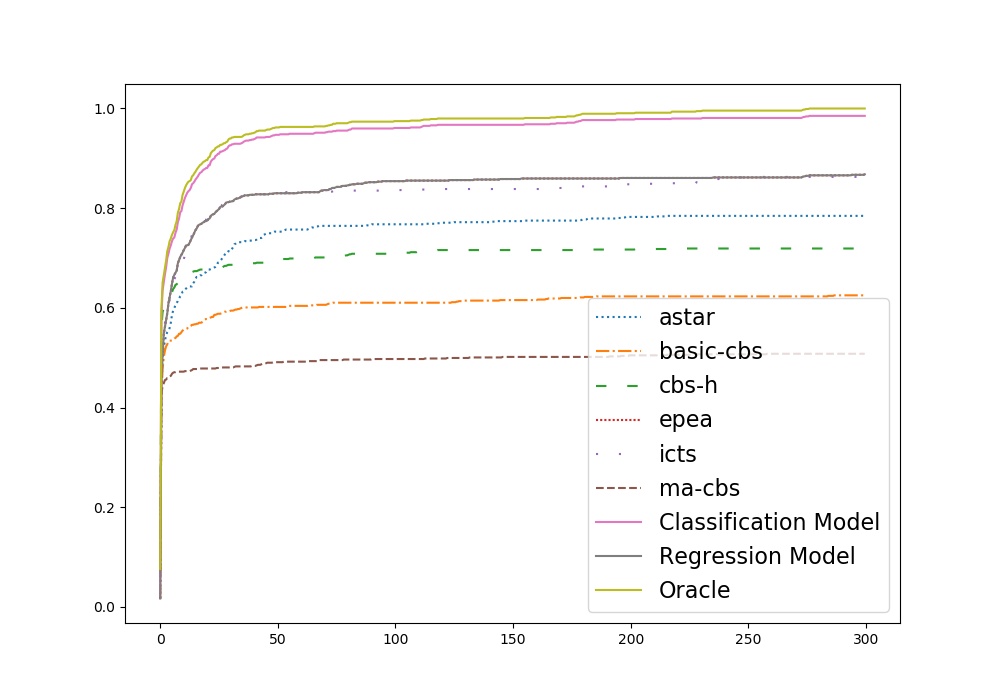 1.0
0.8
0.6
0.4
0.2
0.0
0 50 100 150 200 250 300
astar
basic-cbs
cbs-h
epea
icts
ma-cbs
Classification Model
Regression Model
Oracle